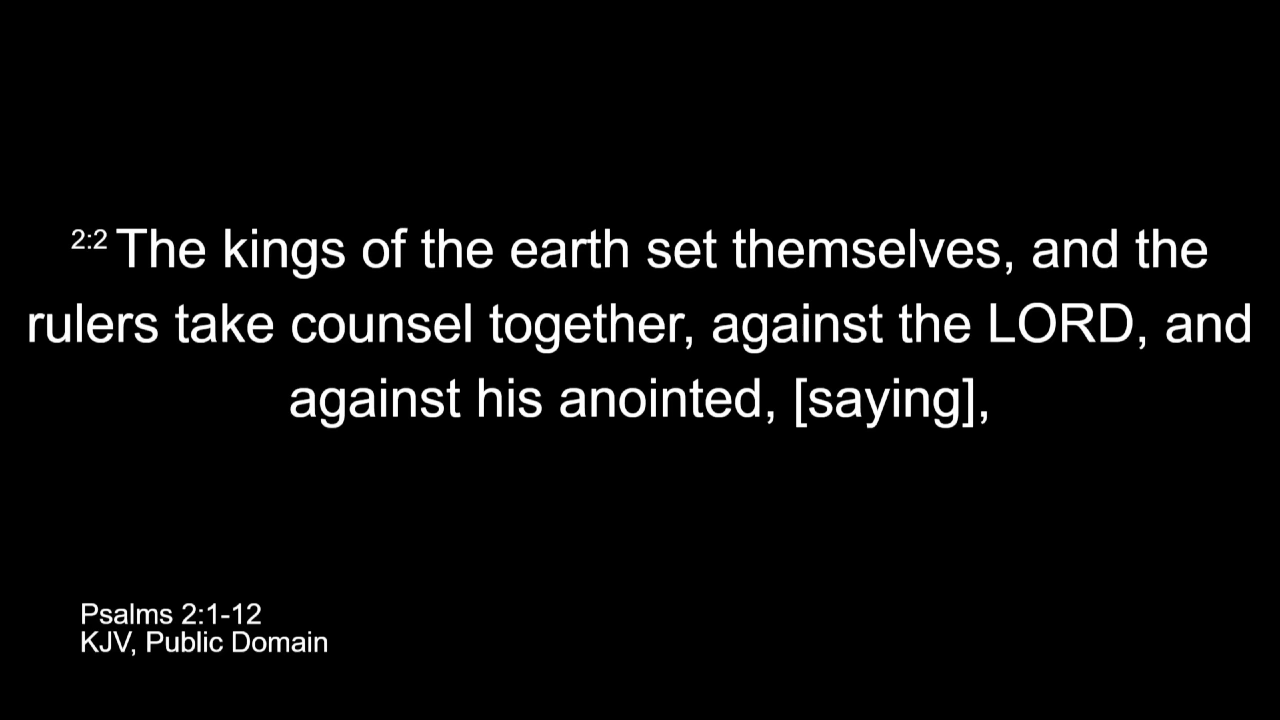 2:2 The kings of the earth set themselves, and the
rulers take counsel together, against the LORD, and
against his anointed, [saying],
Psalms 2:1-12
KJV, Public Domain